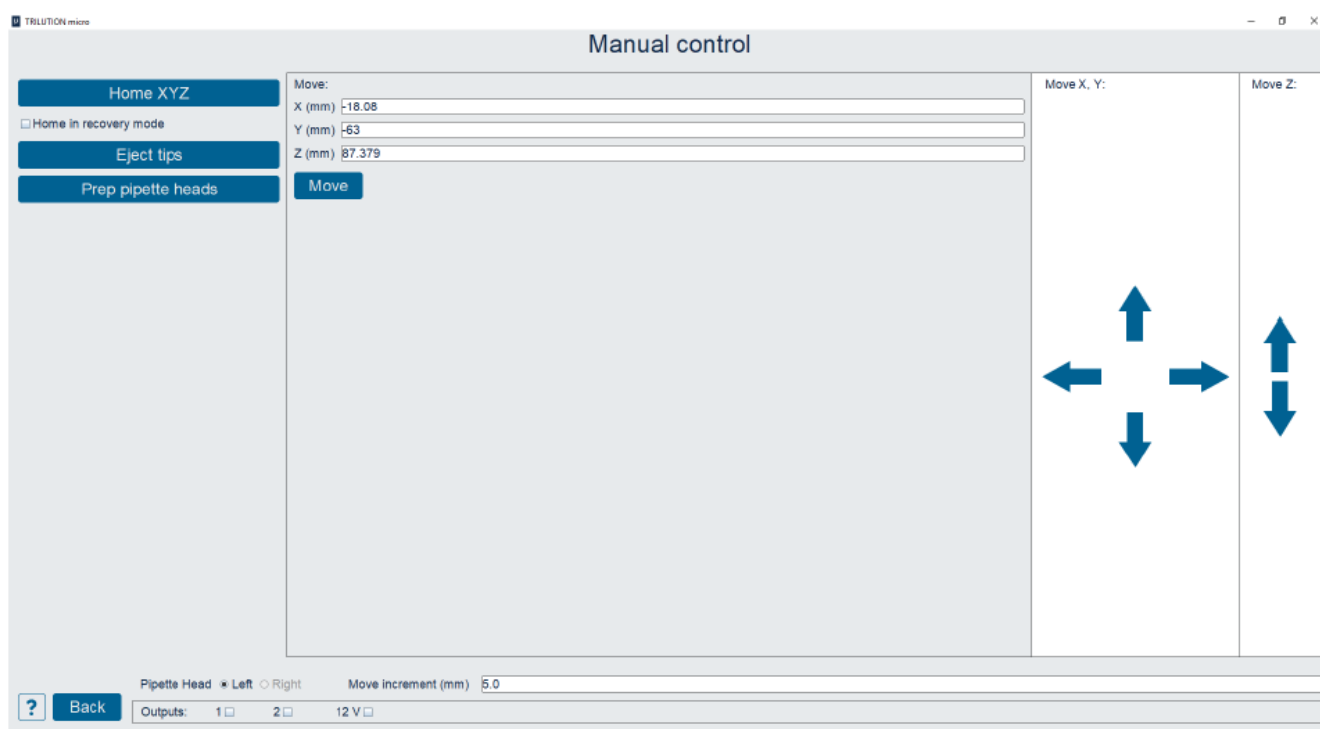 TRILUTION micro
Manual control
Home XYZ
Home in recovery mode
Eject tips
Prep pipette heads
Move:
X (mm) -18.08
Y (mm) -63
Z (mm) 87.379
Move
Move X, Y:
Move Z:
Pipette Head Left Right Move increment (mm) 5.0
? Back
Outputs: 1 2 12 V